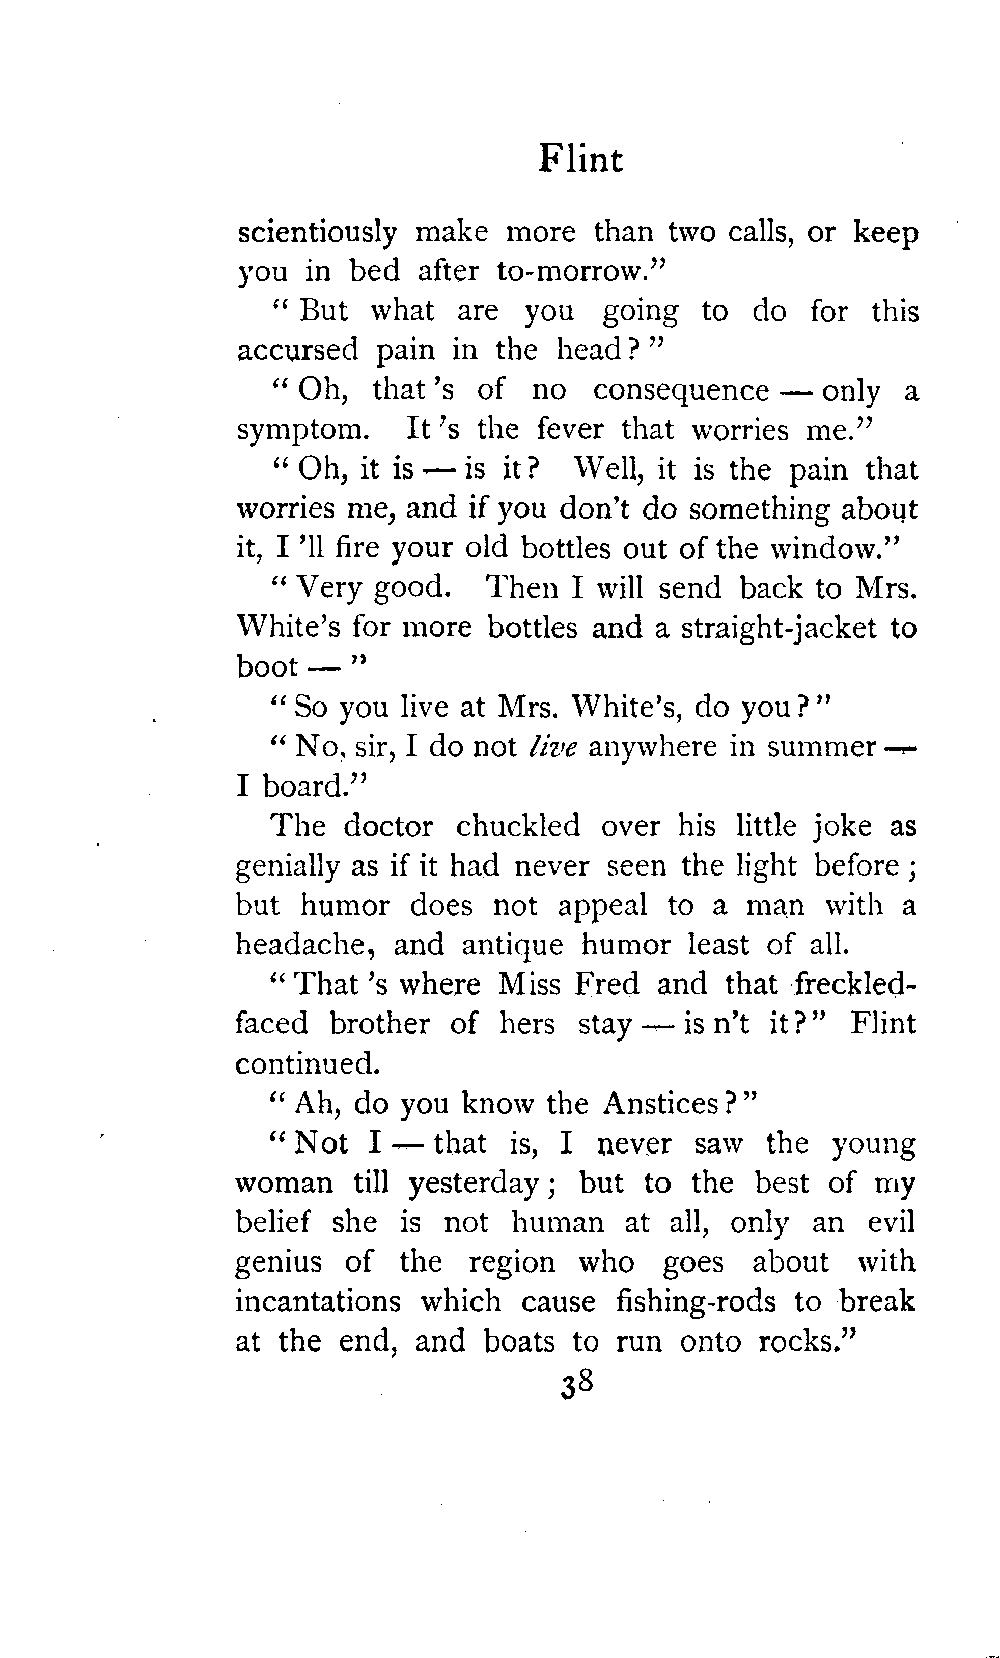 Flint
scientiously make more than two calls, or keep
you in bed after to-morrow."
"But what are you going to do for this
accursed pain in the head?"
"Oh, that 's of no consequence — only a
symptom. It 's the fever that worries me."
"Oh, it is — is it? Well, it is the pain that
worries me, and if you don't do something about
it, I 'll fire your old bottles out of the window."
"Very good. Then I will send back to Mrs.
White's for more bottles and a straight-jacket to
boot — "
"So you live at Mrs. White's, do you?"
"No, sir, I do not live anywhere in summer —
I board."
The doctor chuckled over his little joke as
genially as if it had never seen the light before;
but humor does not appeal to a man with a
headache, and antique humor least of all.
"That 's where Miss Fred and that freckled-
faced brother of hers stay — is n't it?" Flint
continued.
"Ah, do you know the Anstices?"
"Not I — that is, I never saw the young
woman till yesterday; but to the best of my
belief she is not human at all, only an evil
genius of the region who goes about with
incantations which cause fishing-rods to break
at the end, and boats to run onto rocks."
38